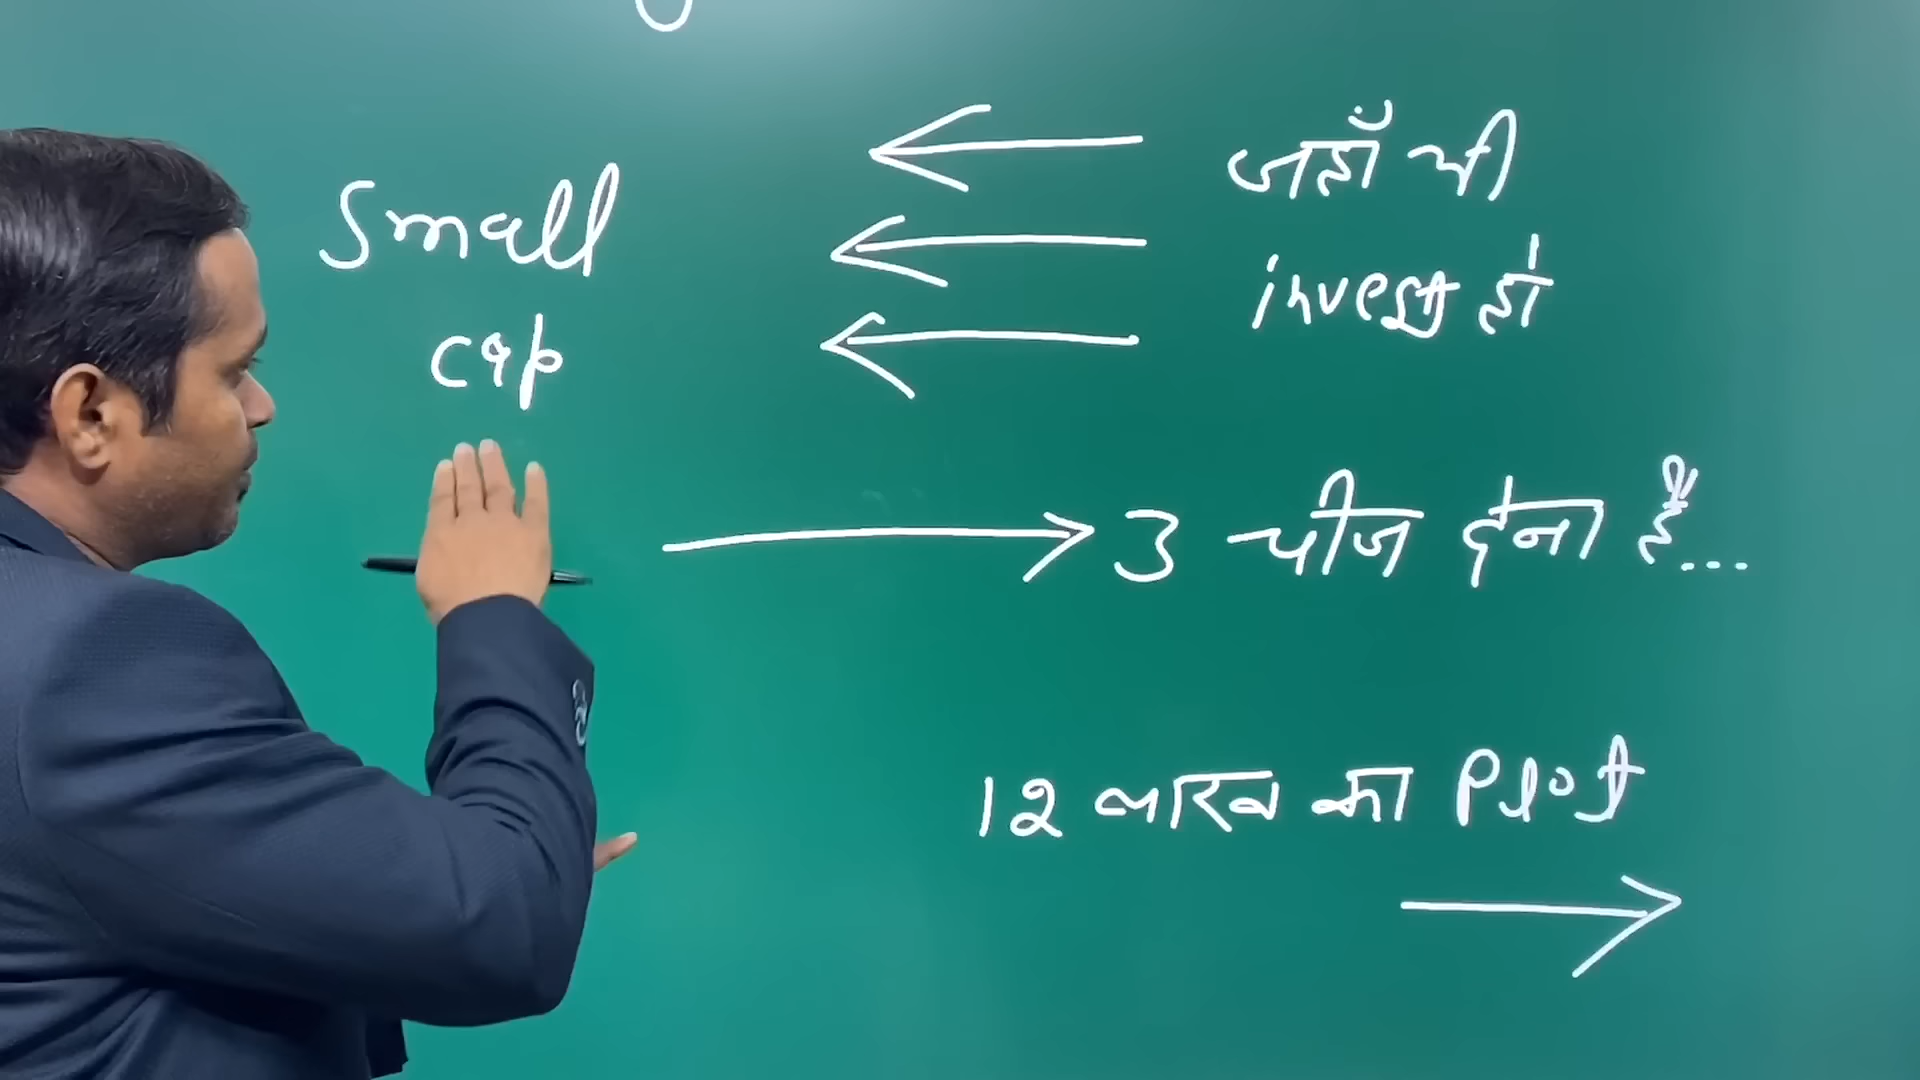 Small
cap
जहाँ भी
invest हो
3 चीज देना है...
12 लाख का Plot